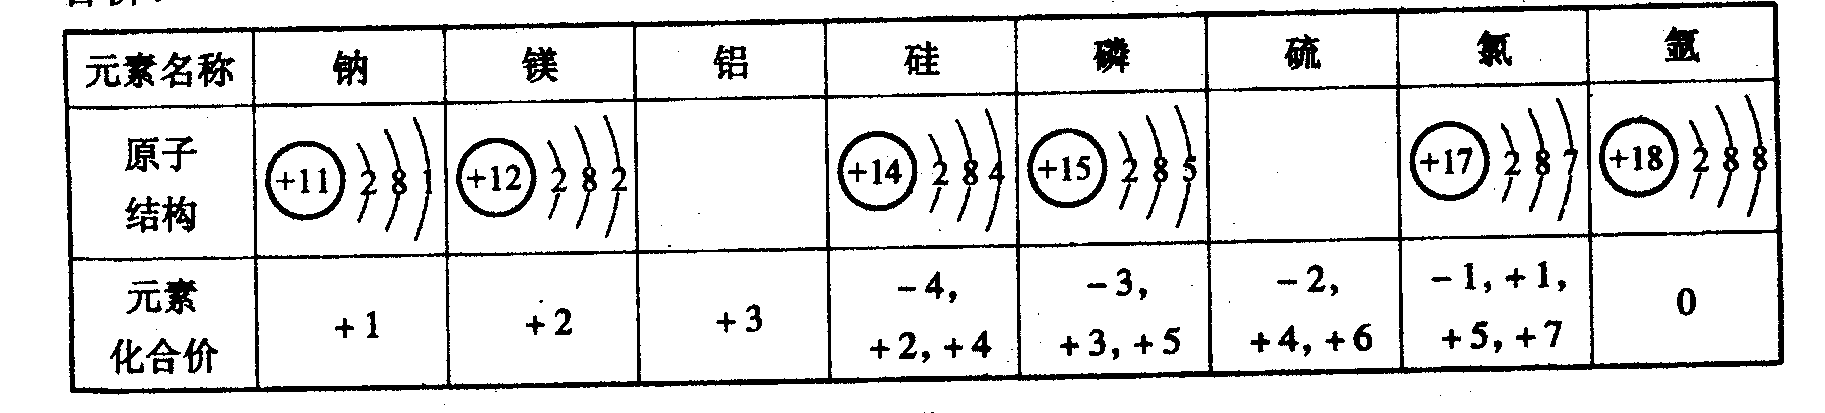 元素名称 钠 镁 铝 硅 磷 硫 氯 氩
原子结构 +11 2 8 1 +12 2 8 2 +14 2 8 4 +15 2 8 5 +17 2 8 7 +18 2 8 8
元素化合价 +1 +2 +3 -4, +2, +4 -3, +3, +5 -2, +4, +6 -1, +1, +5, +7 0